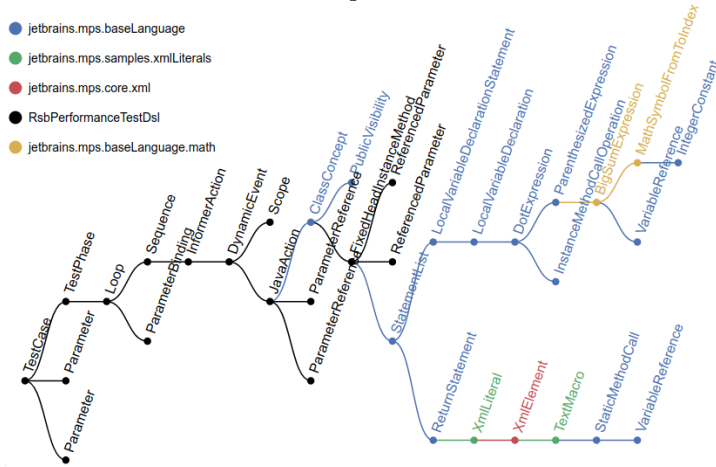 jetbrains.mps.baseLanguage
jetbrains.mps.samples.xmlLiterals
jetbrains.mps.core.xml
RsbPerformanceTestDsl
jetbrains.mps.baseLanguage.math
TestCase
TestPhase
Parameter
Parameter
Loop
Sequence
ParameterBinding
InformerAction
DynamicEvent
Scope
JavaAction
ClassConcept
ParameterReference
ParameterReference
PublicVisibility
FixedHeadInstanceMethod
ReferencedParameter
ReferencedParameter
StatementList
LocalVariableDeclarationStatement
LocalVariableDeclaration
DotExpression
ParenthesizedExpression
InstanceMethodCallOperation
BigSumExpression
MathSymbolFromToIndex
IntegerConstant
VariableReference
ReturnStatement
XmlLiteral
XmlElement
TextMacro
StaticMethodCall
VariableReference